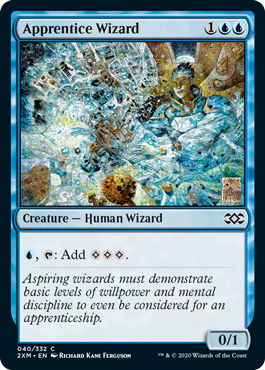 Apprentice Wizard 1
Creature — Human Wizard
, : Add .
Aspiring wizards must demonstrate
basic levels of willpower and mental
discipline to even be considered for an
apprenticeship.
0/1
040/332 C
2XM • EN Richard Kane Ferguson ™ & © 2020 Wizards of the Coast